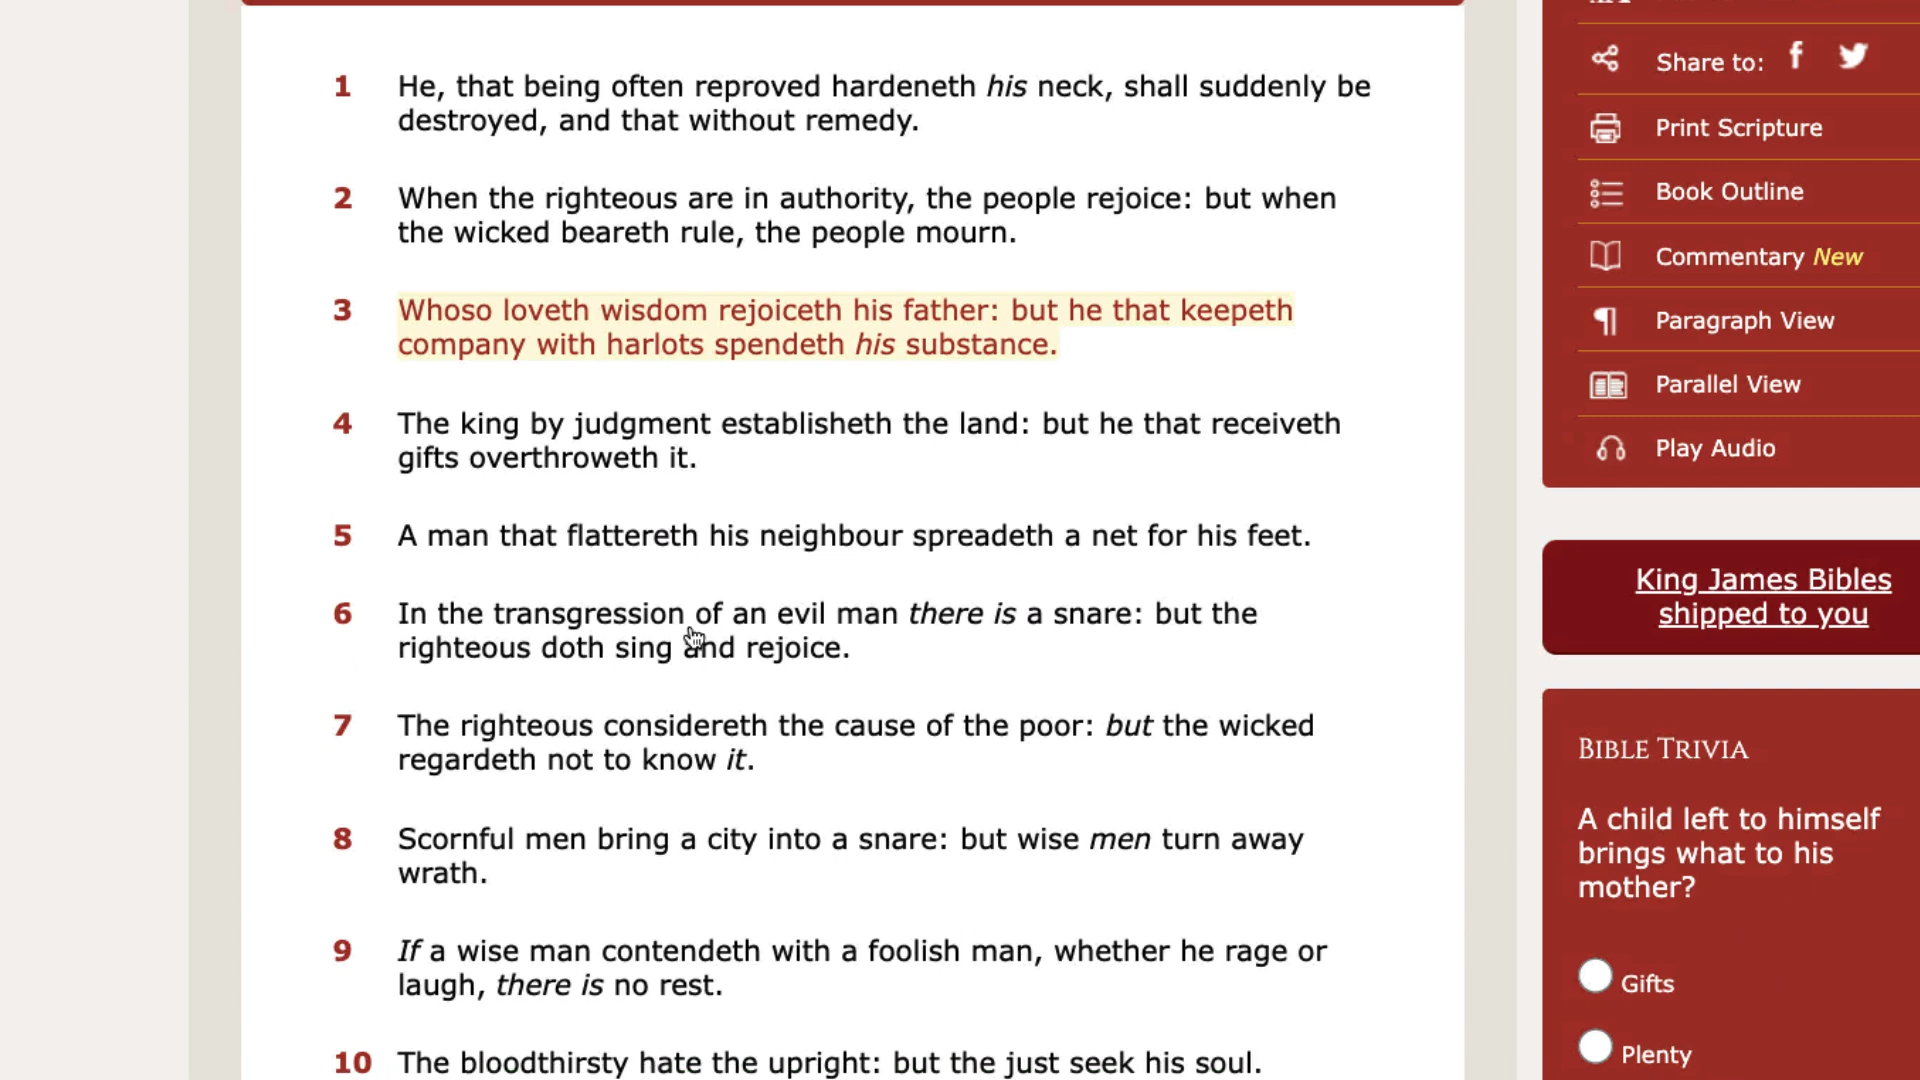 1 He, that being often reproved hardeneth his neck, shall suddenly be
destroyed, and that without remedy.
2 When the righteous are in authority, the people rejoice: but when
the wicked beareth rule, the people mourn.
3 Whoso loveth wisdom rejoiceth his father: but he that keepeth
company with harlots spendeth his substance.
4 The king by judgment establisheth the land: but he that receiveth
gifts overthroweth it.
5 A man that flattereth his neighbour spreadeth a net for his feet.
6 In the transgression of an evil man there is a snare: but the
righteous doth sing and rejoice.
7 The righteous considereth the cause of the poor: but the wicked
regardeth not to know it.
8 Scornful men bring a city into a snare: but wise men turn away
wrath.
9 If a wise man contendeth with a foolish man, whether he rage or
laugh, there is no rest.
10 The bloodthirsty hate the upright: but the just seek his soul.
Share to:
Print Scripture
Book Outline
Commentary New
Paragraph View
Parallel View
Play Audio
King James Bibles
shipped to you
BIBLE TRIVIA
A child left to himself
brings what to his
mother?
Gifts
Plenty